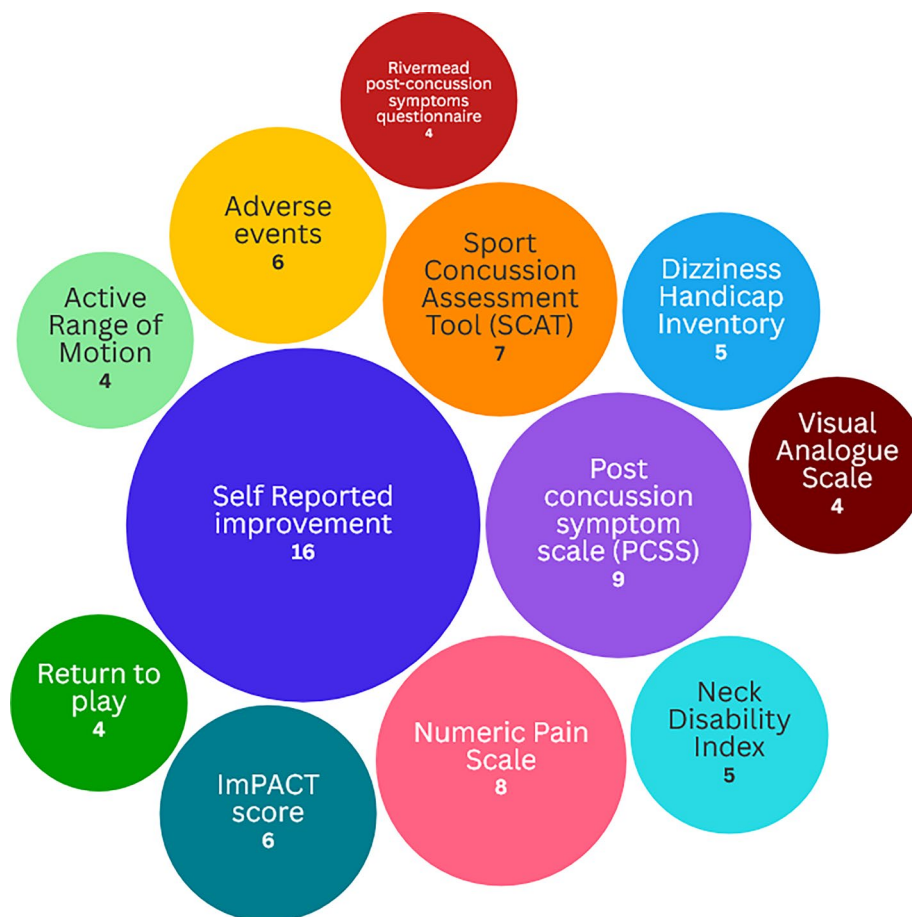 Rivermead
post-concussion
symptoms
questionnaire
4
Adverse
events
6
Sport
Concussion
Assessment
Tool (SCAT)
7
Dizziness
Handicap
Inventory
5
Active
Range of
Motion
4
Visual
Analogue
Scale
4
Self Reported
improvement
16
Post
concussion
symptom
scale (PCSS)
9
Return to
play
4
Neck
Disability
Index
5
Numeric Pain
Scale
8
ImPACT
score
6